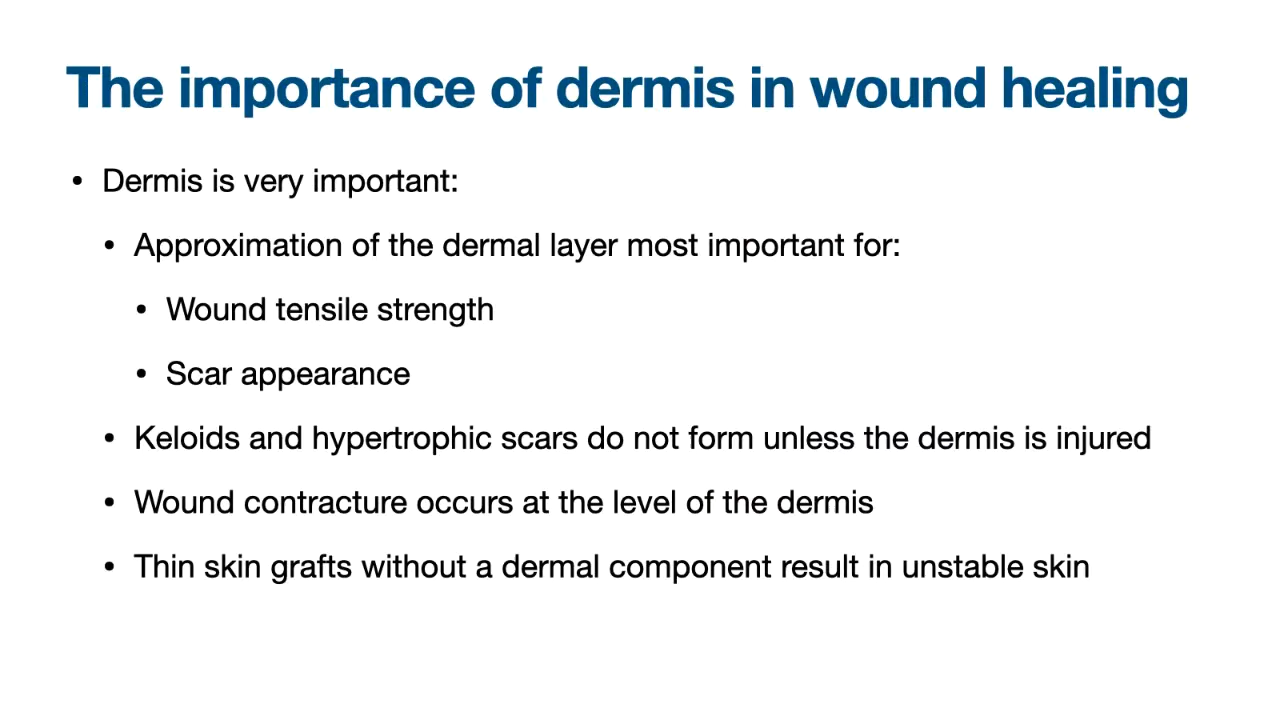 The importance of dermis in wound healing
• Dermis is very important:
• Approximation of the dermal layer most important for:
• Wound tensile strength
• Scar appearance
• Keloids and hypertrophic scars do not form unless the dermis is injured
• Wound contracture occurs at the level of the dermis
• Thin skin grafts without a dermal component result in unstable skin